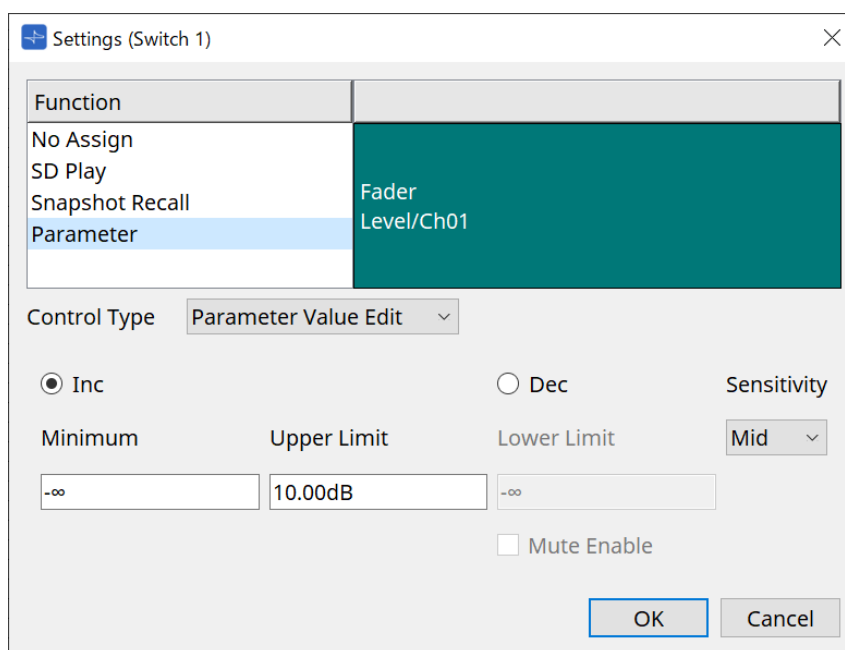 Settings (Switch 1)
Function
No Assign
SD Play
Snapshot Recall
Parameter
Fader
Level/Ch01
Control Type Parameter Value Edit
Inc Dec Sensitivity
Minimum Upper Limit Lower Limit Mid
-∞ 10.00dB -∞
Mute Enable
OK Cancel